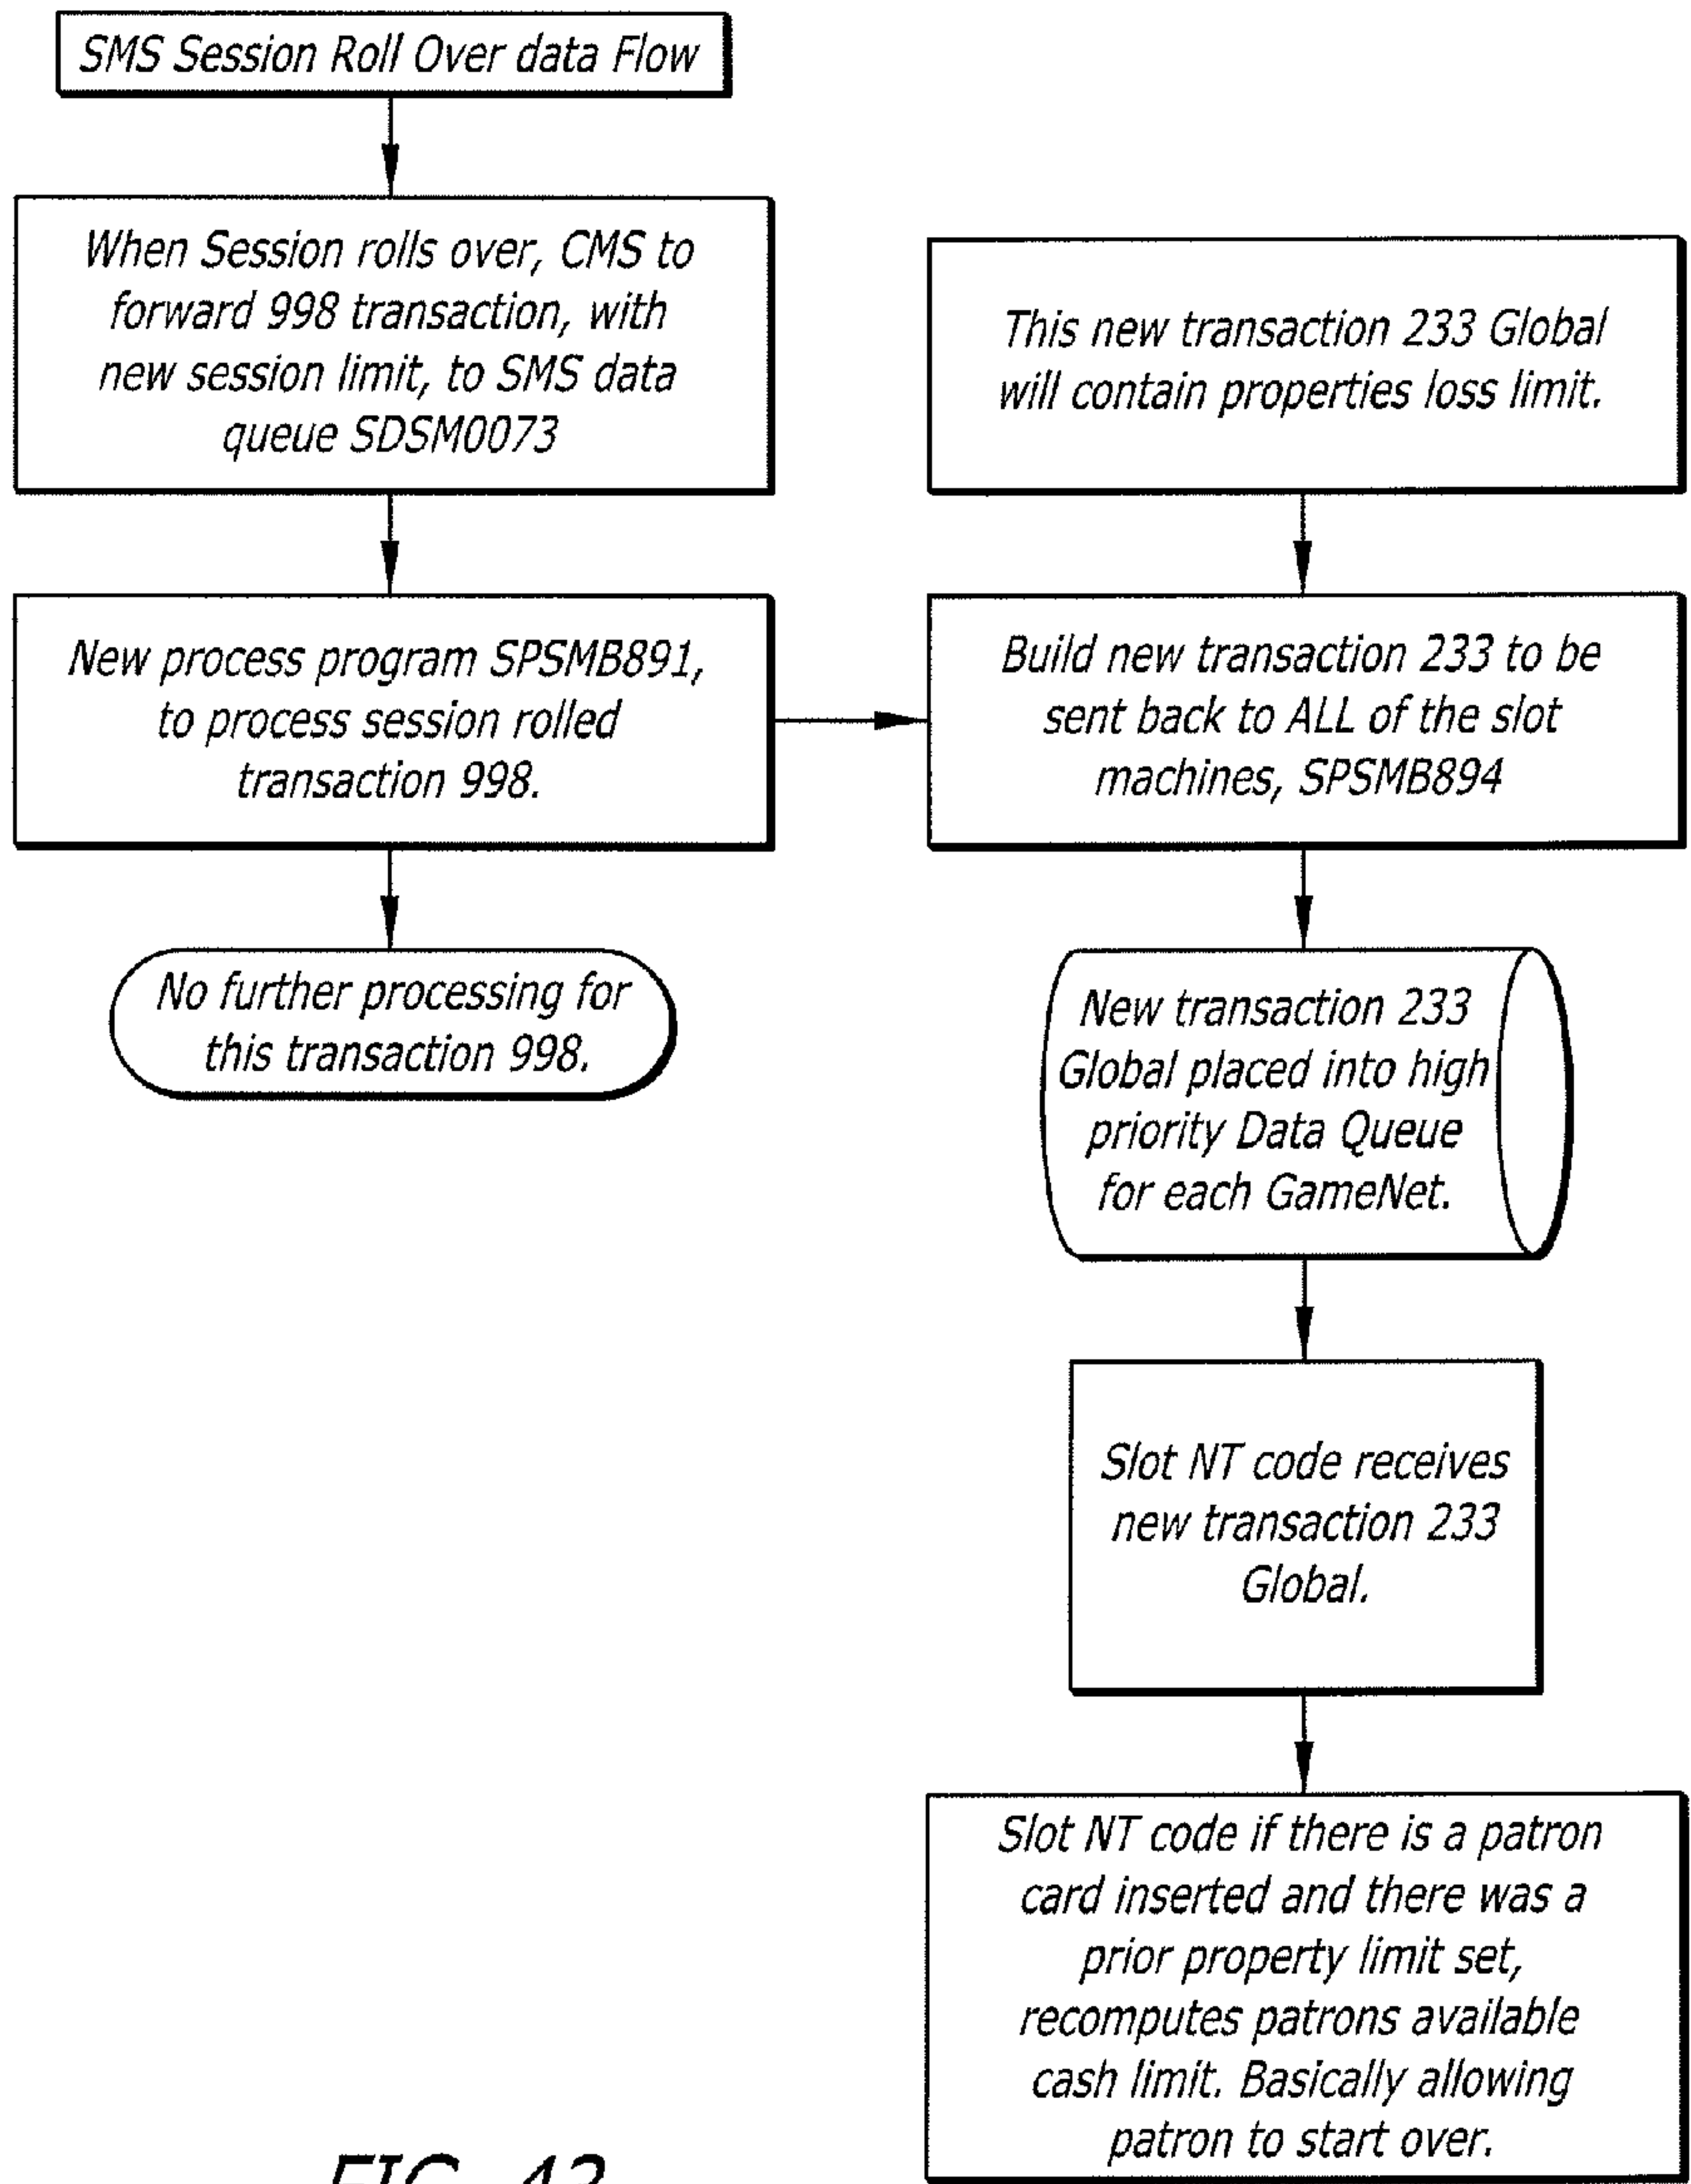 SMS Session Roll Over data Flow
When Session rolls over, CMS to
forward 998 transaction, with
new session limit, to SMS data
queue SDSM0073
This new transaction 233 Global
will contain properties loss limit.
New process program SPSMB891,
to process session rolled
transaction 998.
Build new transaction 233 to be
sent back to ALL of the slot
machines, SPSMB894
No further processing for
this transaction 998.
New transaction 233
Global placed into high
priority Data Queue
for each GameNet.
Slot NT code receives
new transaction 233
Global.
Slot NT code if there is a patron
card inserted and there was a
prior property limit set,
recomputes patrons available
cash limit. Basically allowing
patron to start over.